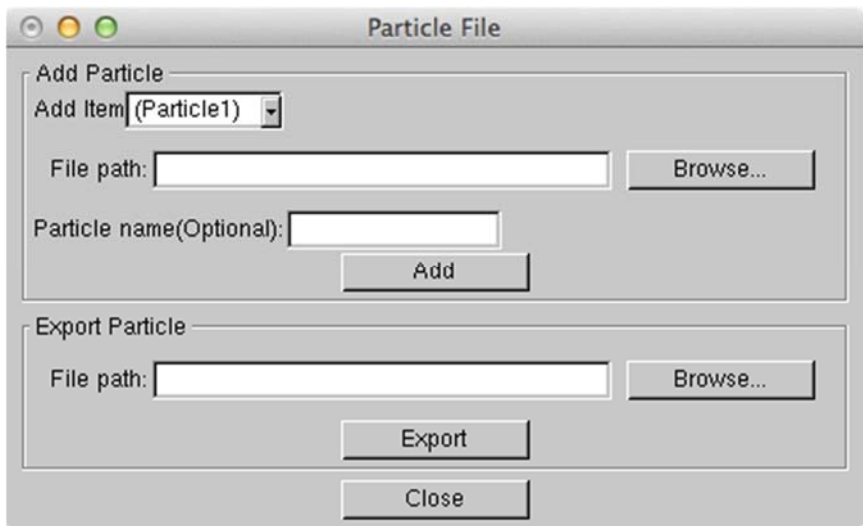 Particle File
Add Particle
Add Item (Particle1)
File path: Browse...
Particle name(Optional):
Add
Export Particle
File path: Browse...
Export
Close